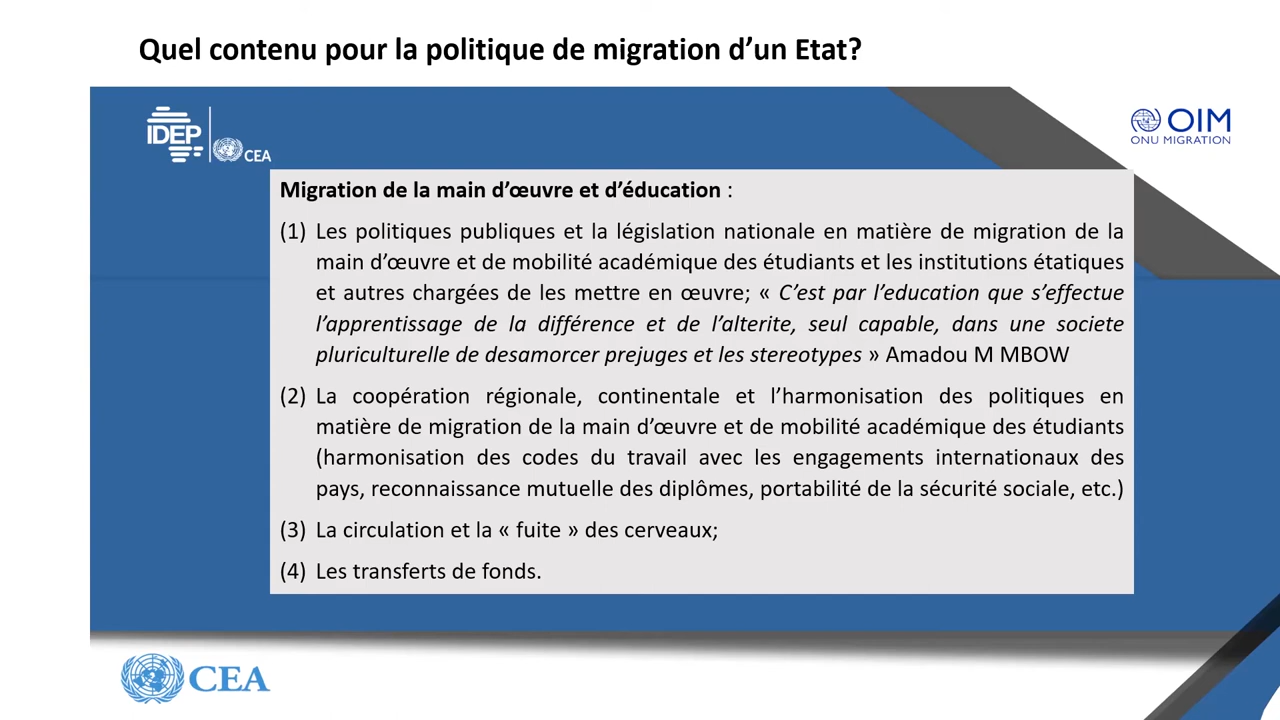 Quel contenu pour la politique de migration d’un Etat?
IDEP
CEA
OIM
ONU MIGRATION
Migration de la main d’œuvre et d’éducation :
(1) Les politiques publiques et la législation nationale en matière de migration de la
main d’œuvre et de mobilité académique des étudiants et les institutions étatiques
et autres chargées de les mettre en œuvre; « C’est par l’education que s’effectue
l’apprentissage de la différence et de l’alterite, seul capable, dans une societe
pluriculturelle de desamorcer prejuges et les stereotypes » Amadou M MBOW
(2) La coopération régionale, continentale et l’harmonisation des politiques en
matière de migration de la main d’œuvre et de mobilité académique des étudiants
(harmonisation des codes du travail avec les engagements internationaux des
pays, reconnaissance mutuelle des diplômes, portabilité de la sécurité sociale, etc.)
(3) La circulation et la « fuite » des cerveaux;
(4) Les transferts de fonds.
CEA